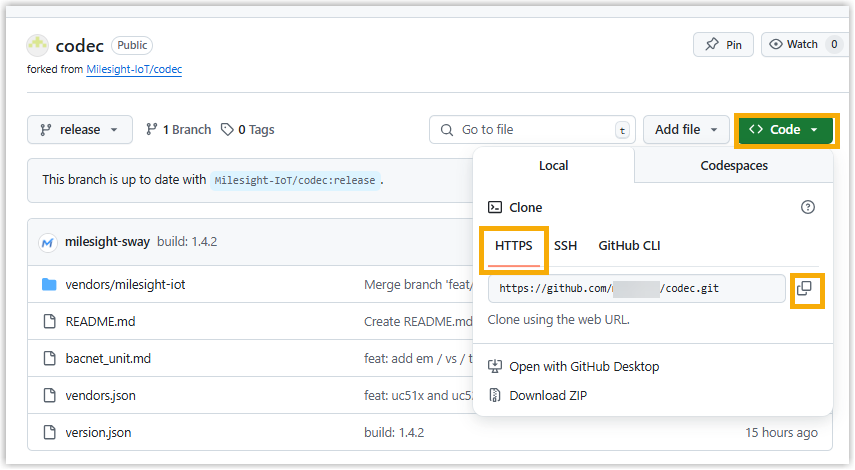 codec Public
Pin
Watch 0
forked from Milesight-IoT/codec
release
1 Branch
0 Tags
Go to file t
Add file
Code
This branch is up to date with Milesight-IoT/codec:release.
Local
Codespaces
Clone
HTTPS
SSH
GitHub CLI
https://github.com/ /codec.git
Clone using the web URL.
Open with GitHub Desktop
Download ZIP
milesight-sway build: 1.4.2
vendors/milesight-iot Merge branch 'feat/
README.md Create README.md
bacnet_unit.md feat: add em / vs / t
vendors.json feat: uc51x and uc5
version.json build: 1.4.2 15 hours ago